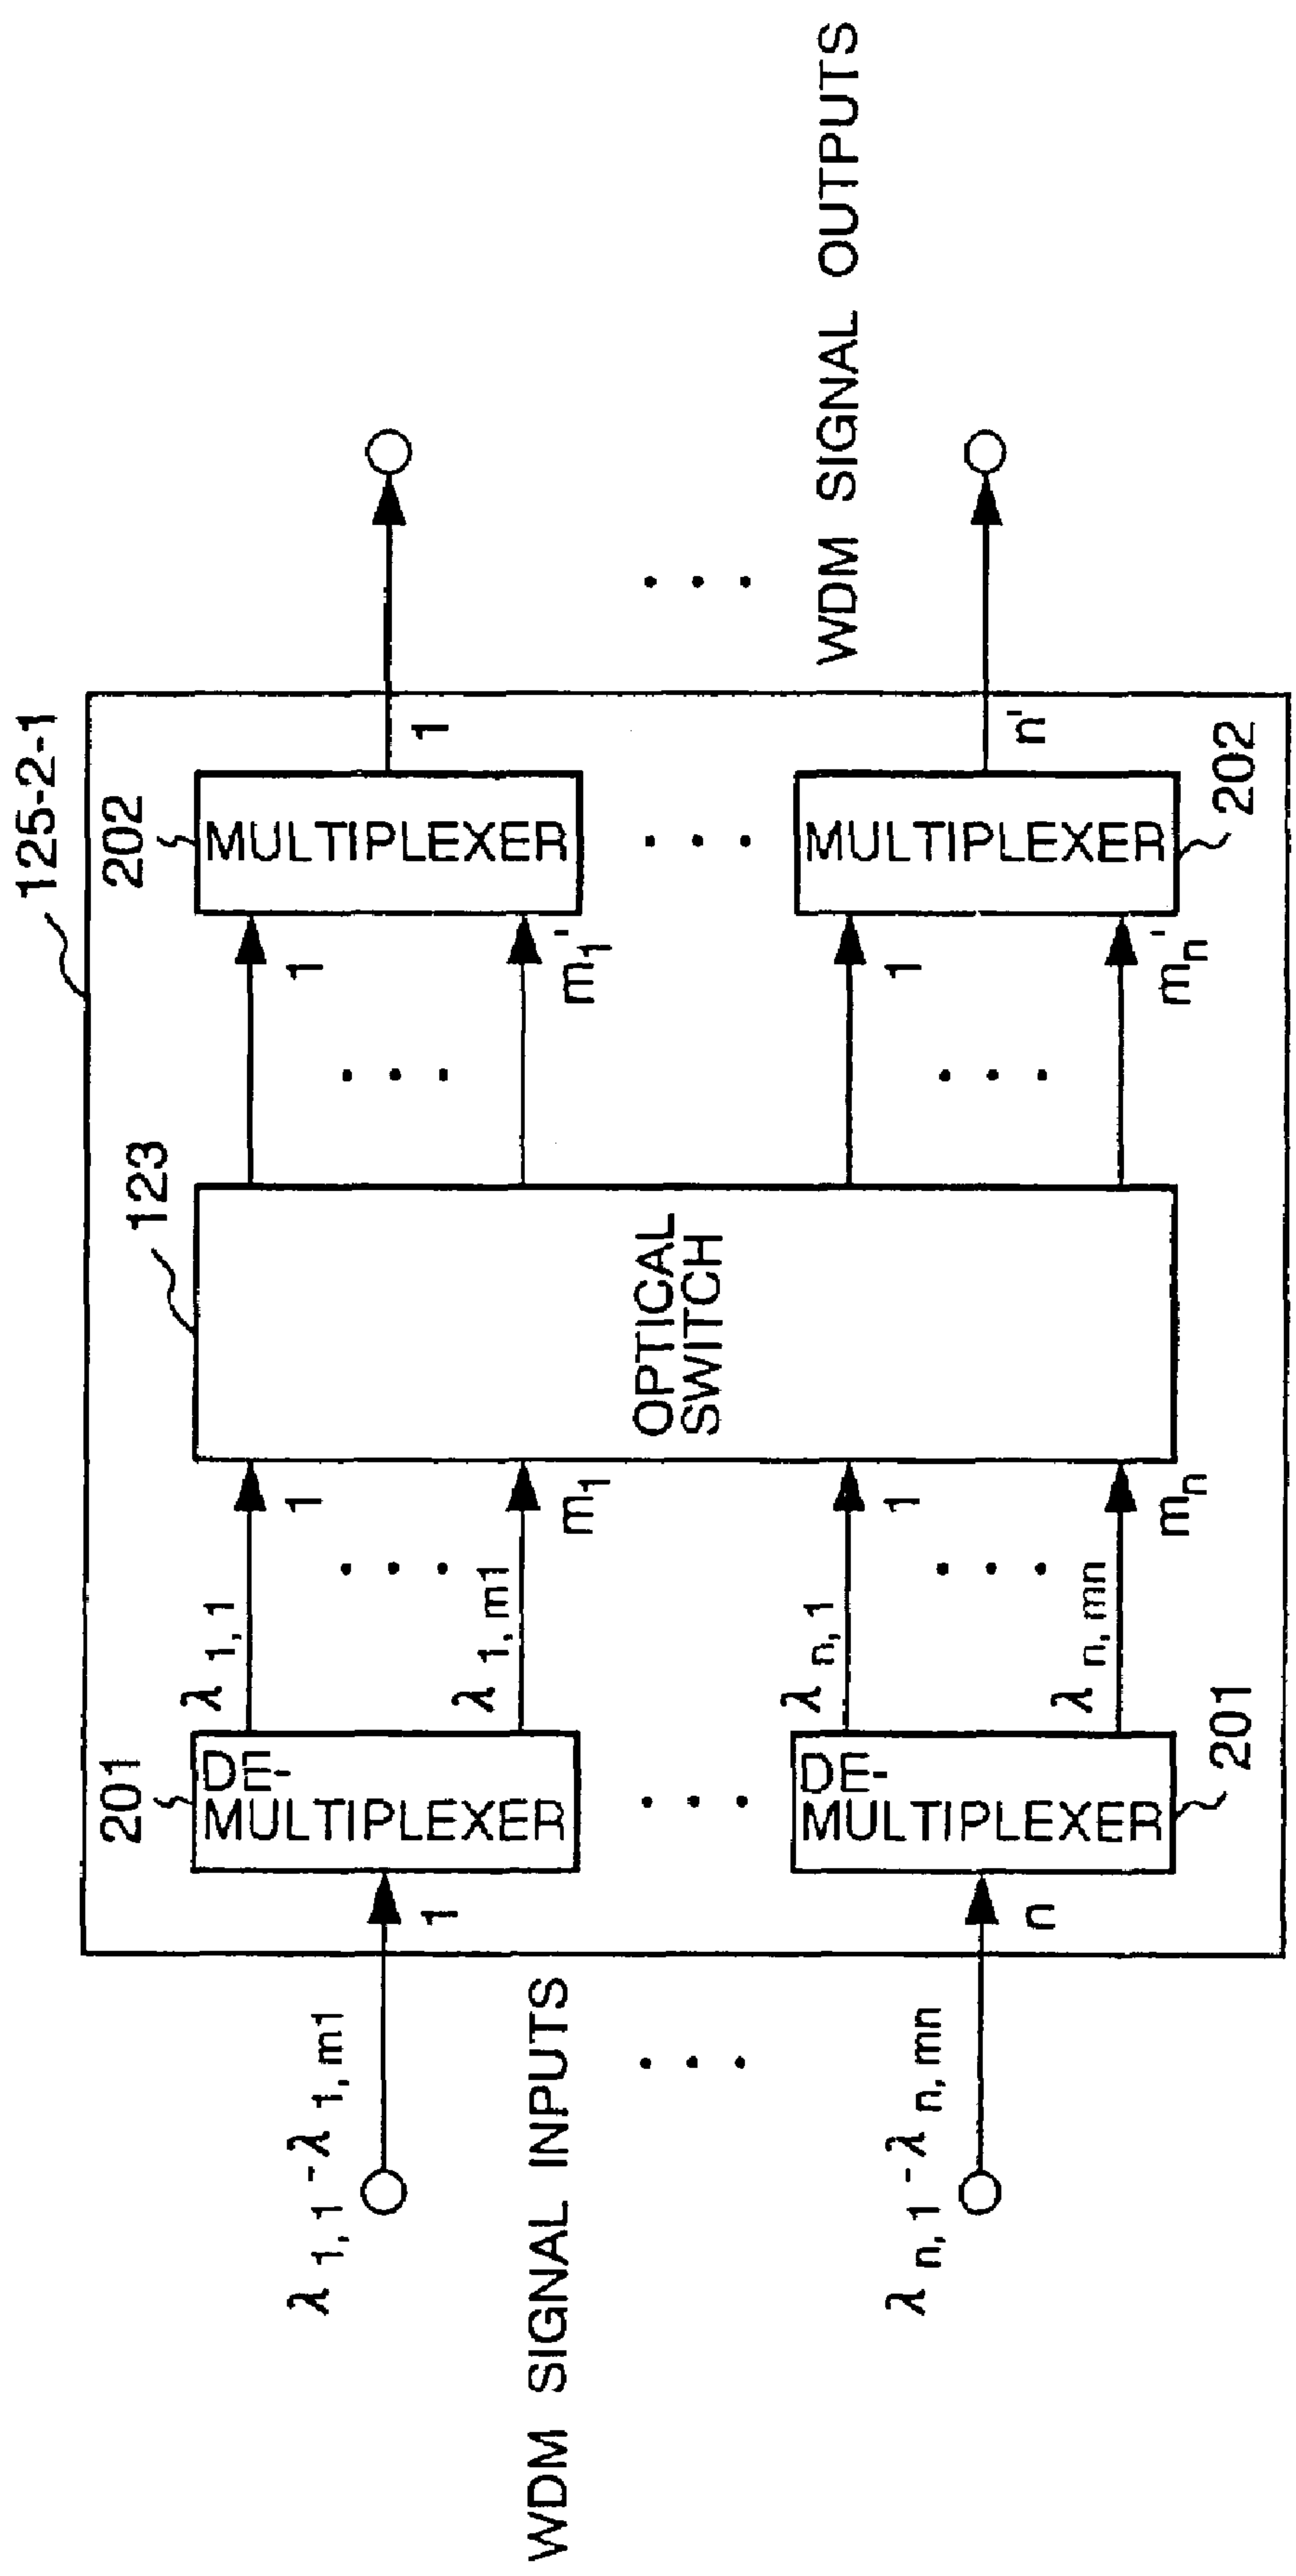 125-2-1
201
202
123
λ1,1-λ1,m1
1
DE-
MULTIPLEXER
λ1,1
1
λ1,m1
m1
OPTICAL
SWITCH
1
m1'
MULTIPLEXER
1
WDM SIGNAL INPUTS
WDM SIGNAL OUTPUTS
λn,1-λn,mn
n
DE-
MULTIPLEXER
λn,1
1
λn,mn
mn
1
mn'
MULTIPLEXER
n'
201
202